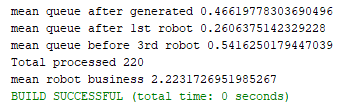 mean queue after generated 0.46619778303690496
mean queue after 1st robot 0.2606375142329228
mean queue before 3rd robot 0.5416250179447039
Total processed 220
mean robot business 2.2231726951985267
BUILD SUCCESSFUL (total time: 0 seconds)